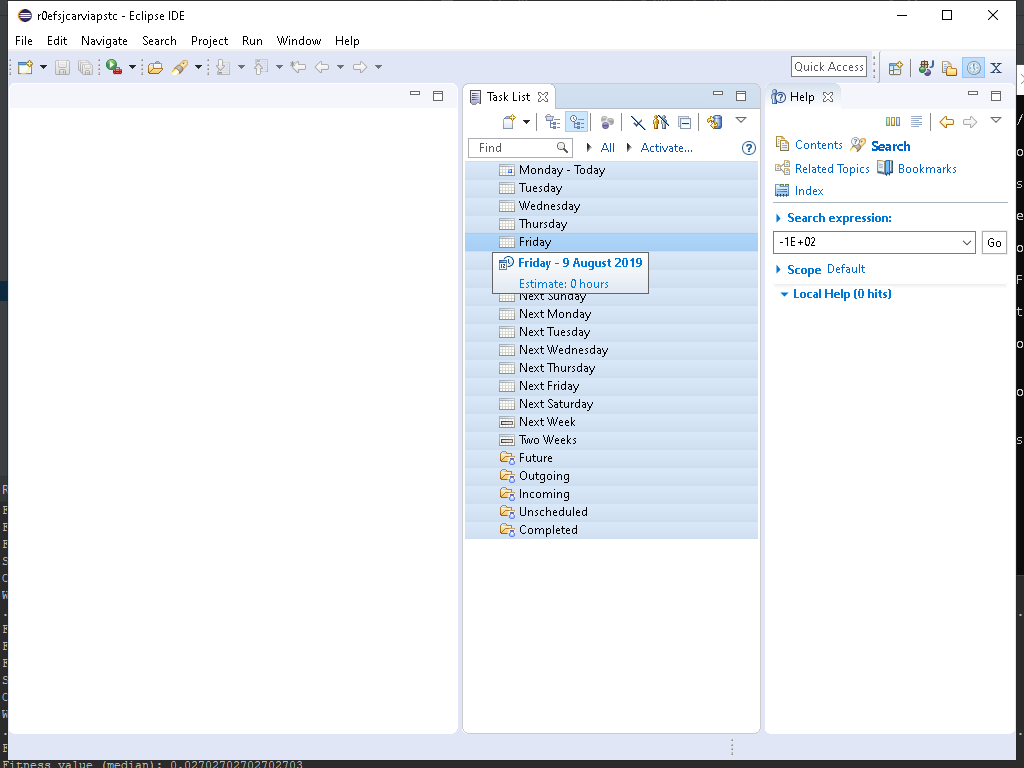 r0efsjcarviapstc - Eclipse IDE
File Edit Navigate Search Project Run Window Help
Quick Access
Task List
Help
Find
All
Activate...
Contents
Search
Related Topics
Bookmarks
Index
Search expression:
-1E+02
Go
Scope Default
Local Help (0 hits)
Monday - Today
Tuesday
Wednesday
Thursday
Friday
Friday - 9 August 2019
Estimate: 0 hours
Next Sunday
Next Monday
Next Tuesday
Next Wednesday
Next Thursday
Next Friday
Next Saturday
Next Week
Two Weeks
Future
Outgoing
Incoming
Unscheduled
Completed
Fitness value (median): 0.02702702702702703